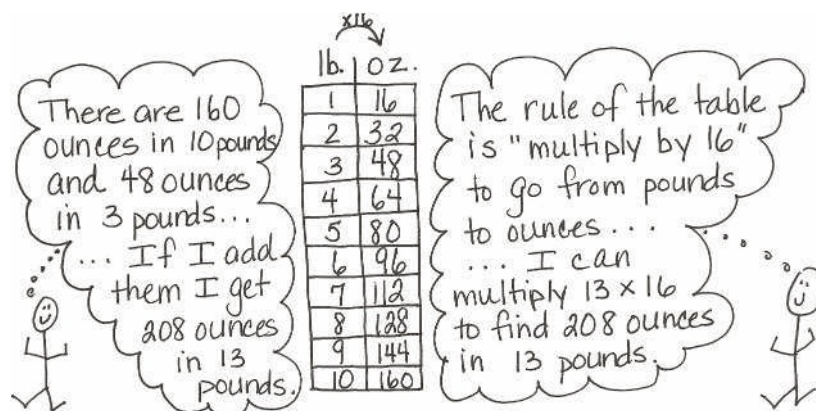 There are 160
ounces in 10 pounds
and 48 ounces
in 3 pounds...
... If I add
them I get
208 ounces
in 13
pounds.
x16
lb. oz.
1 16
2 32
3 48
4 64
5 80
6 96
7 112
8 128
9 144
10 160
The rule of the table
is "multiply by 16"
to go from pounds
to ounces...
... I can
multiply 13 x 16
to find 208 ounces
in 13 pounds.